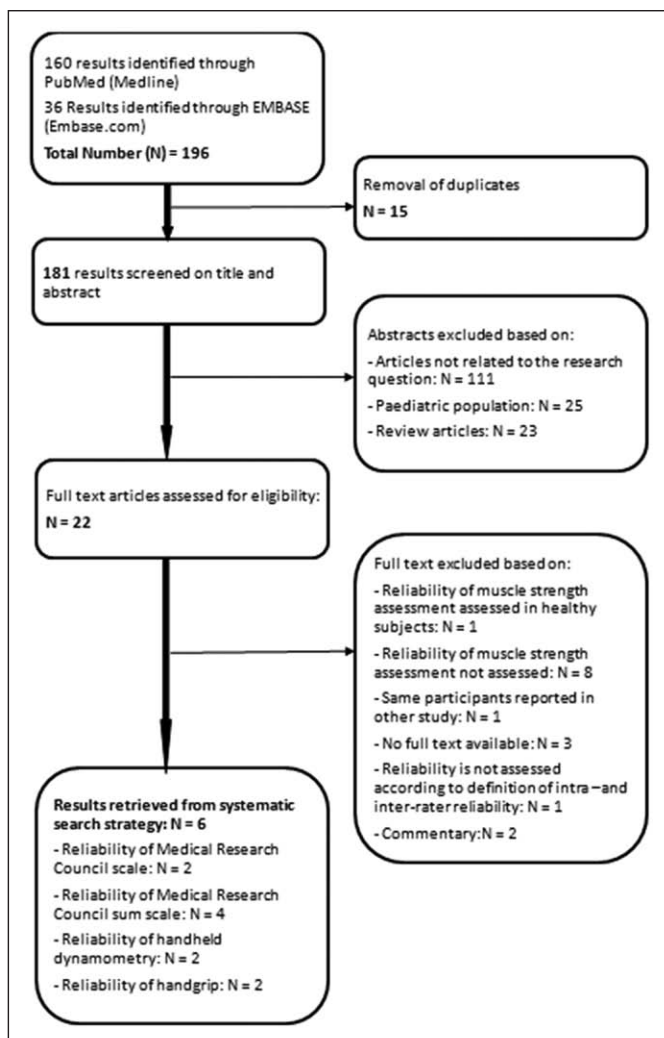 160 results identified through
PubMed (Medline)
36 Results identified through EMBASE
(Embase.com)
Total Number (N) = 196
Removal of duplicates
N = 15
181 results screened on title and
abstract
Abstracts excluded based on:
- Articles not related to the research
question: N = 111
- Paediatric population: N = 25
- Review articles: N = 23
Full text articles assessed for eligibility:
N = 22
Full text excluded based on:
- Reliability of muscle strength
assessment assessed in healthy
subjects: N = 1
- Reliability of muscle strength
assessment not assessed: N = 8
- Same participants reported in
other study: N = 1
- No full text available: N = 3
- Reliability is not assessed
according to definition of intra –and
inter-rater reliability: N = 1
- Commentary: N = 2
Results retrieved from systematic
search strategy: N = 6
- Reliability of Medical Research
Council scale: N = 2
- Reliability of Medical Research
Council sum scale: N = 4
- Reliability of handheld
dynamometry: N = 2
- Reliability of handgrip: N = 2